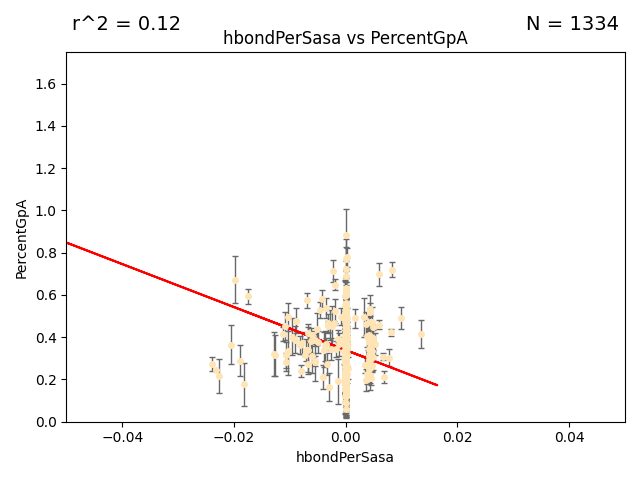 r^2 = 0.12
N = 1334
hbondPerSasa vs PercentGpA
PercentGpA
1.6
1.4
1.2
1.0
0.8
0.6
0.4
0.2
0.0
−0.04 −0.02 0.00 0.02 0.04
hbondPerSasa